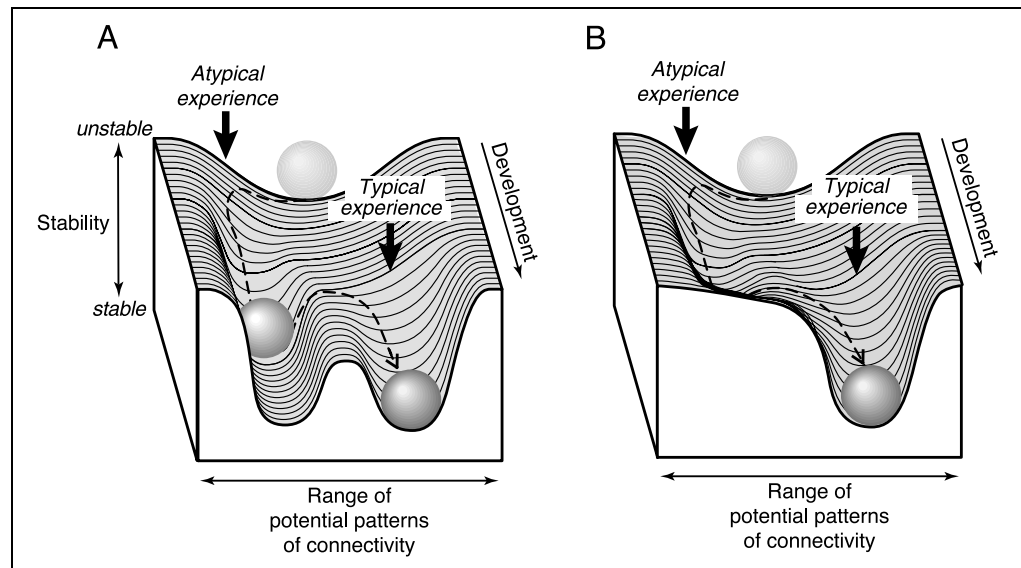 A
Atypical
experience
unstable
Stability
stable
Typical
experience
Development
Range of
potential patterns
of connectivity
B
Atypical
experience
Typical
experience
Development
Range of
potential patterns
of connectivity